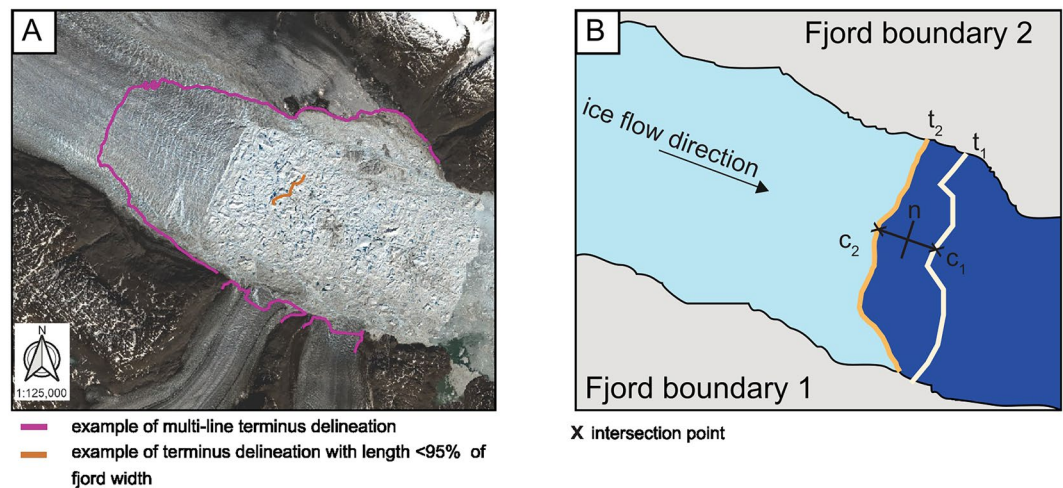 A
N
1:125,000
example of multi-line terminus delineation
example of terminus delineation with length <95% of
fjord width
B
Fjord boundary 2
ice flow direction
t2
t1
n
c2
c1
Fjord boundary 1
X intersection point